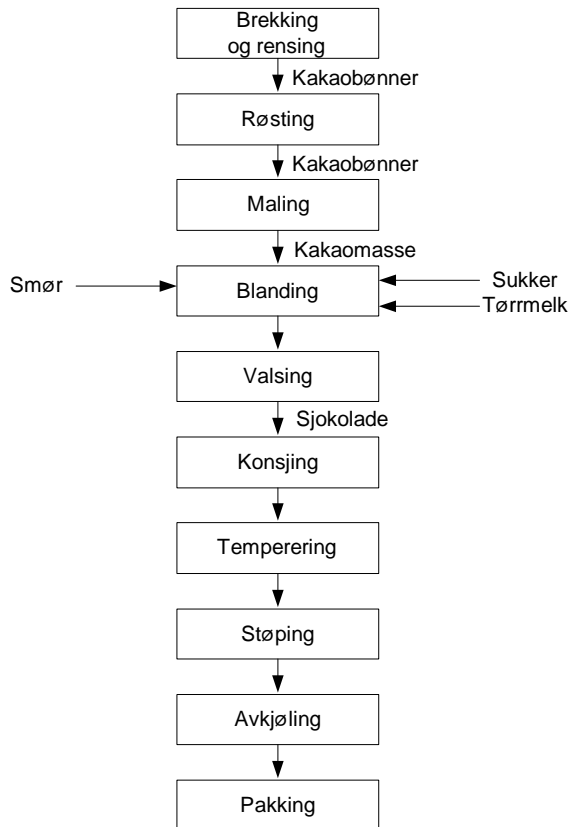 Brekking
og rensing
Kakaobønner
Røsting
Kakaobønner
Maling
Kakaomasse
Smør
Blanding
Sukker
Tørrmelk
Valsing
Sjokolade
Konsjing
Temperering
Støping
Avkjøling
Pakking